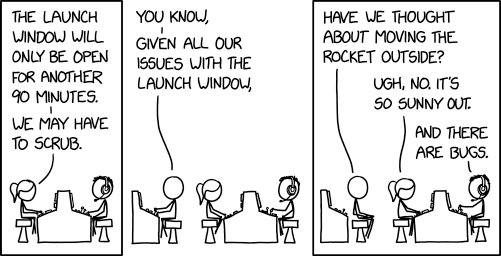 THE LAUNCH
WINDOW WILL
ONLY BE OPEN
FOR ANOTHER
90 MINUTES.
WE MAY HAVE
TO SCRUB.
YOU KNOW,
GIVEN ALL OUR
ISSUES WITH THE
LAUNCH WINDOW,
HAVE WE THOUGHT
ABOUT MOVING THE
ROCKET OUTSIDE?
UGH, NO. IT'S
SO SUNNY OUT.
AND THERE
ARE BUGS.